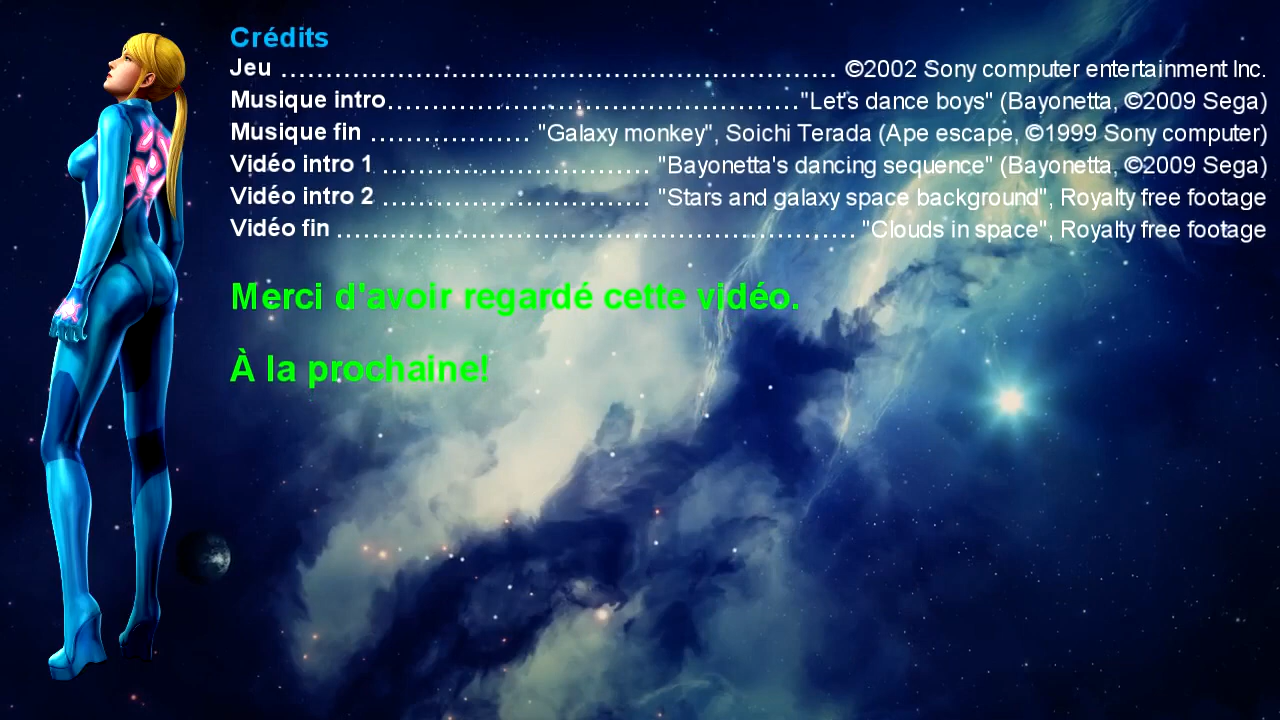 Crédits
Jeu ............................................................. ©2002 Sony computer entertainment Inc.
Musique intro............................................."Let's dance boys" (Bayonetta, ©2009 Sega)
Musique fin .................. "Galaxy monkey", Soichi Terada (Ape escape, ©1999 Sony computer)
Vidéo intro 1 .............................. "Bayonetta's dancing sequence" (Bayonetta, ©2009 Sega)
Vidéo intro 2 .............................. "Stars and galaxy space background", Royalty free footage
Vidéo fin .......................................................... "Clouds in space", Royalty free footage
Merci d'avoir regardé cette vidéo.
À la prochaine!